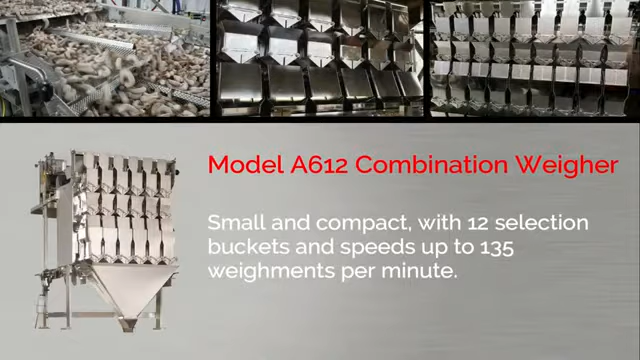 Model A612 Combination Weigher
Small and compact, with 12 selection
buckets and speeds up to 135
weighments per minute.